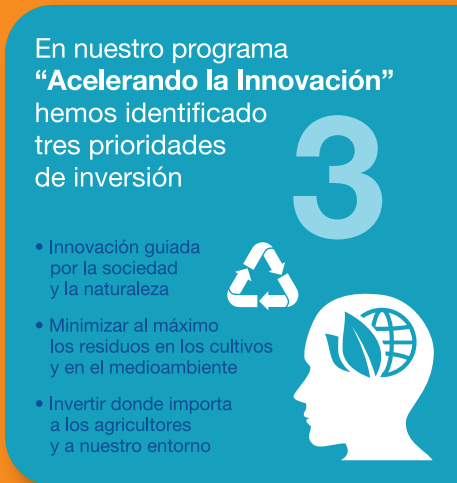 En nuestro programa
“Acelerando la Innovación”
hemos identificado
tres prioridades
de inversión
3
• Innovación guiada
por la sociedad
y la naturaleza
• Minimizar al máximo
los residuos en los cultivos
y en el medioambiente
• Invertir donde importa
a los agricultores
y a nuestro entorno